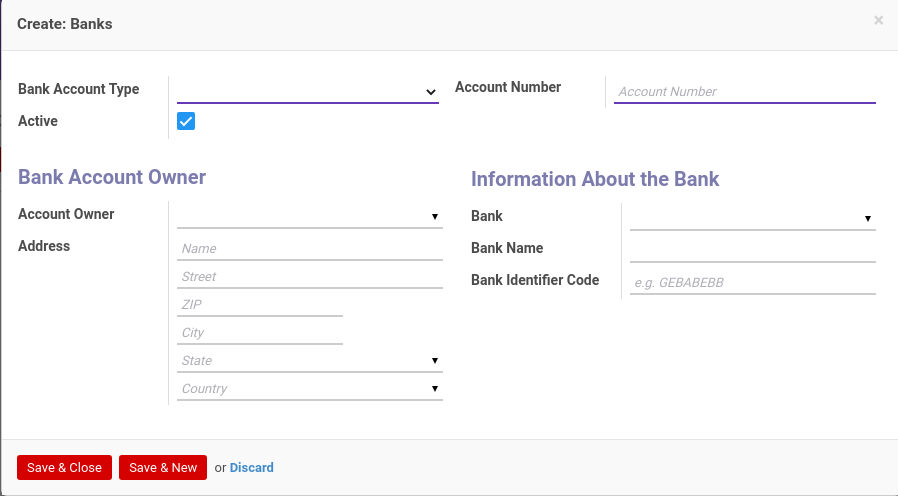 Create: Banks
×
Bank Account Type
Account Number
Account Number
Active
Bank Account Owner
Account Owner
Address
Name
Street
ZIP
City
State
Country
Information About the Bank
Bank
Bank Name
Bank Identifier Code
e.g. GEBABEBB
Save & Close
Save & New
or Discard